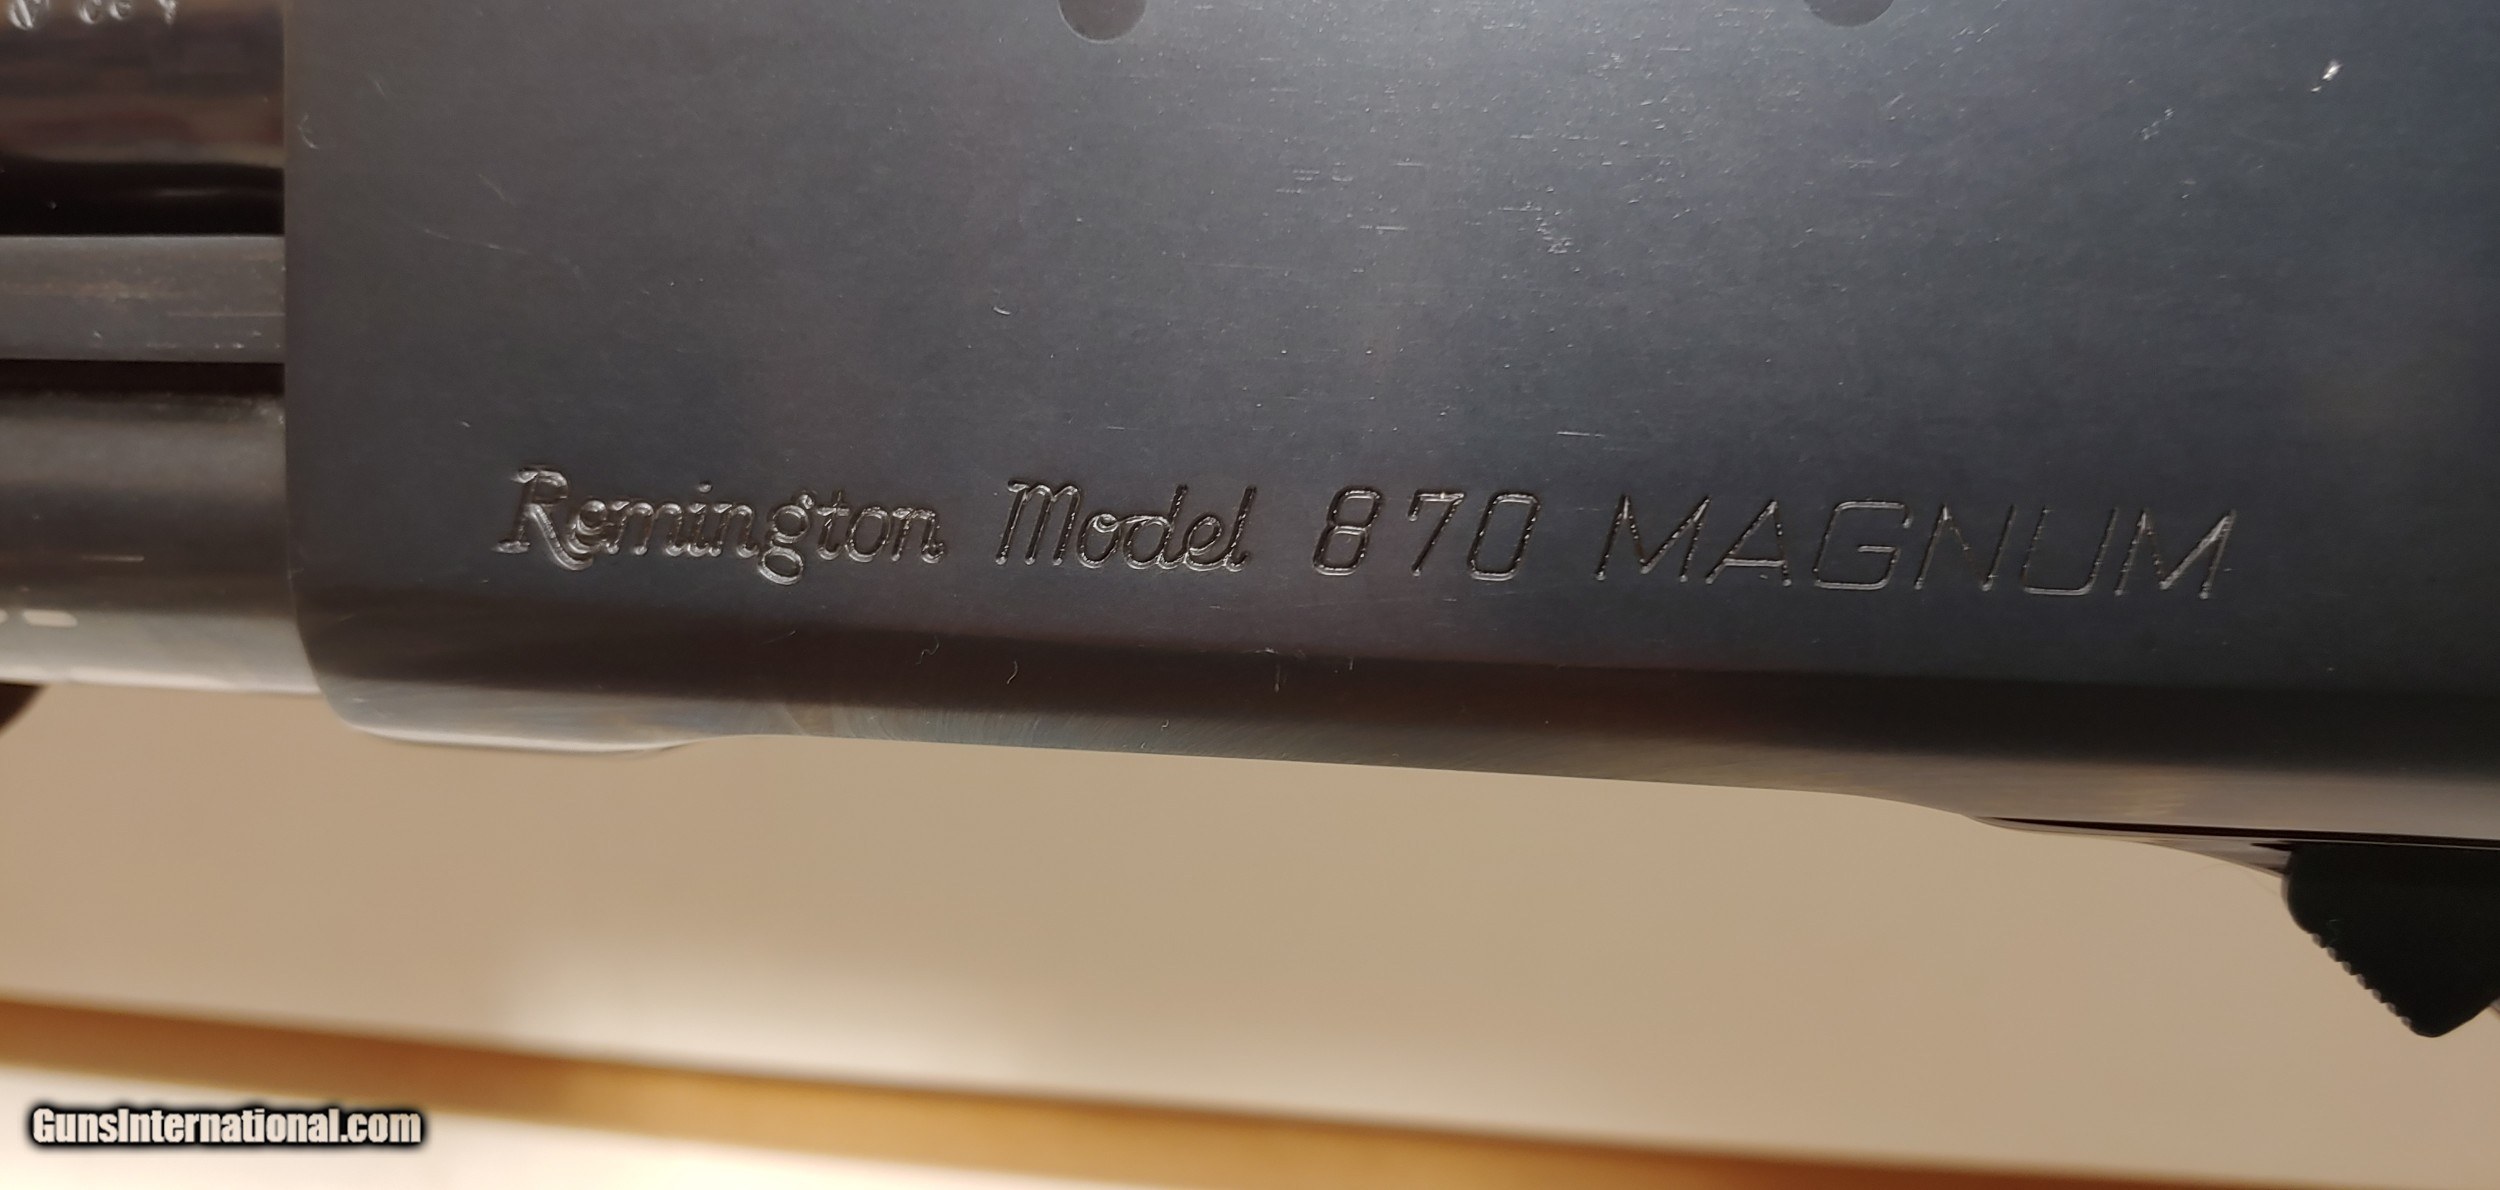 Remington Model 870 MAGNUM
GunsInternational.com